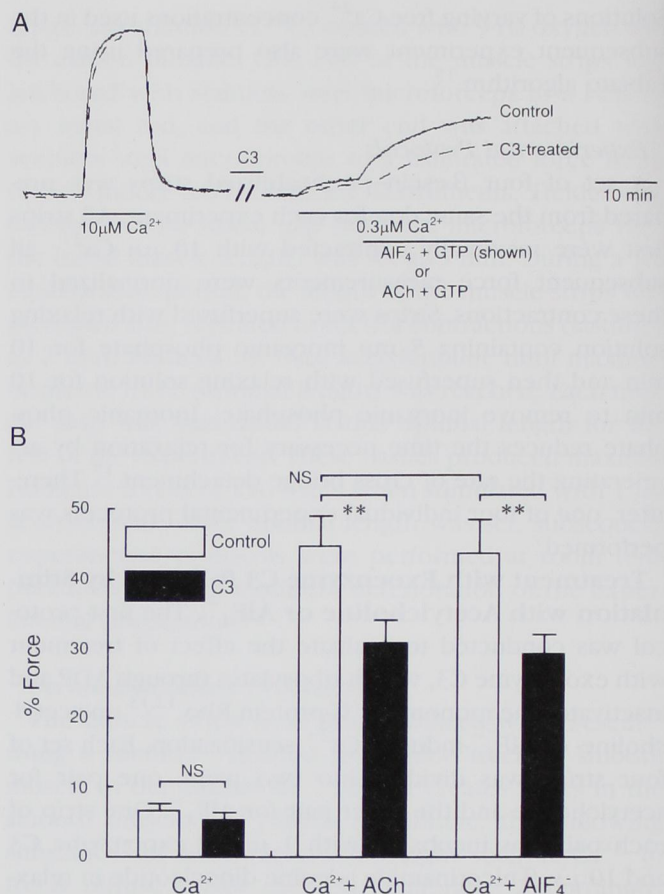 A
C3
Control
C3-treated
10 min
10μM Ca²⁺
0.3μM Ca²⁺
AlF₄⁻ + GTP (shown)
or
ACh + GTP
B
% Force
50
40
30
20
10
0
Control
C3
NS
NS
**
**
Ca²⁺
Ca²⁺+ ACh
Ca²⁺+ AlF₄⁻